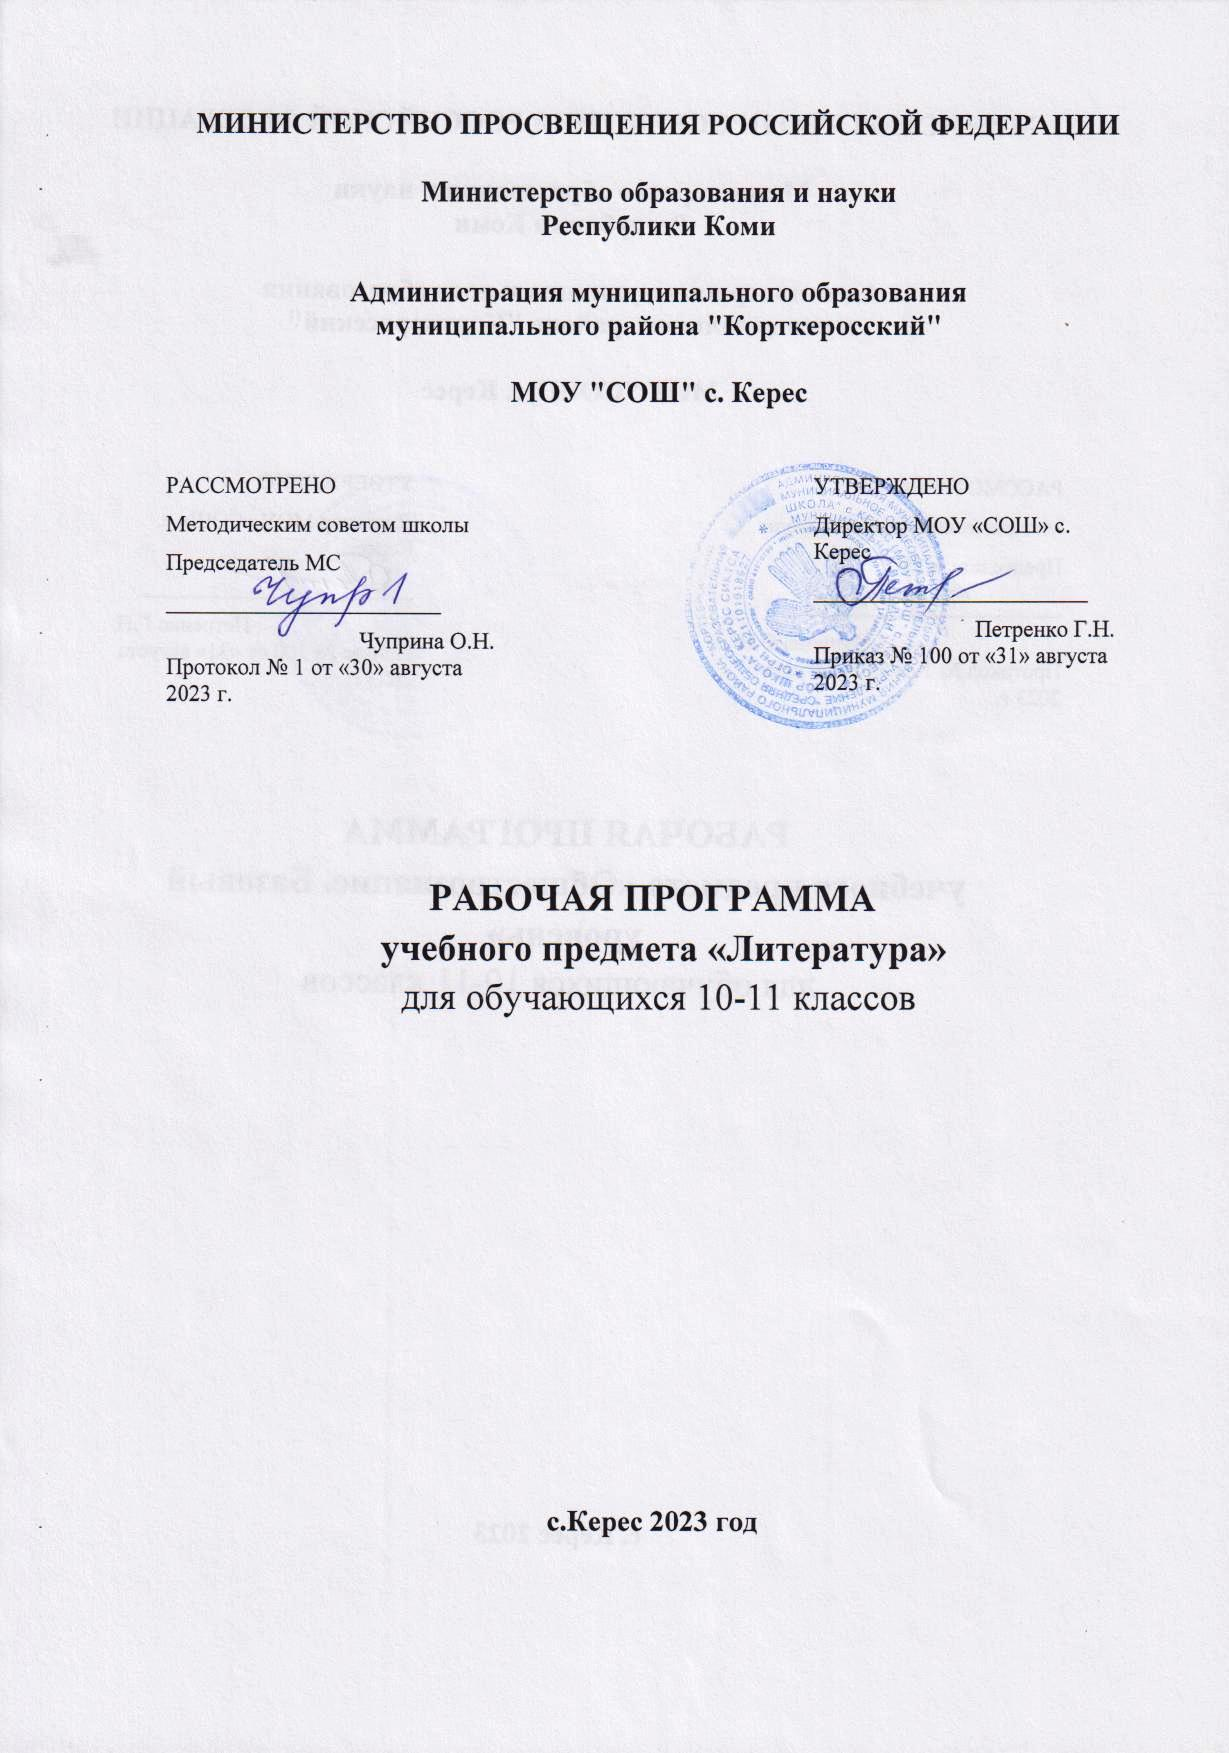 МИНИСТЕРСТВО ПРОСВЕЩЕНИЯ РОССИЙСКОЙ ФЕДЕРАЦИИ
Министерство образования и науки
Республики Коми
Администрация муниципального образования
муниципального района "Корткеросский"
МОУ "СОШ" с. Керес
РАССМОТРЕНО
Методическим советом школы
Председатель МС
Чуприна О.Н.
Протокол № 1 от «30» августа
2023 г.
УТВЕРЖДЕНО
Директор МОУ «СОШ» с.
Керес
Петренко Г.Н.
Приказ № 100 от «31» августа
2023 г.
РАБОЧАЯ ПРОГРАММА
учебного предмета «Литература»
для обучающихся 10-11 классов
с.Керес 2023 год